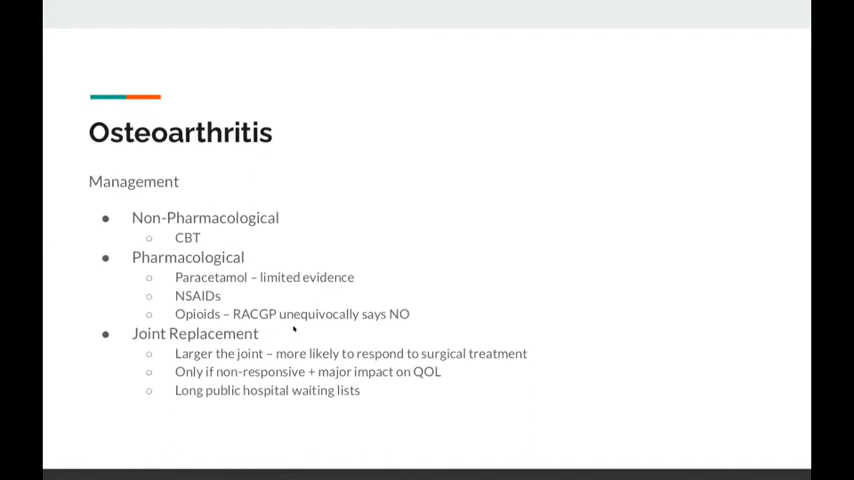 Osteoarthritis
Management
● Non-Pharmacological
○ CBT
● Pharmacological
○ Paracetamol – limited evidence
○ NSAIDs
○ Opioids – RACGP unequivocally says NO
● Joint Replacement
○ Larger the joint – more likely to respond to surgical treatment
○ Only if non-responsive + major impact on QOL
○ Long public hospital waiting lists